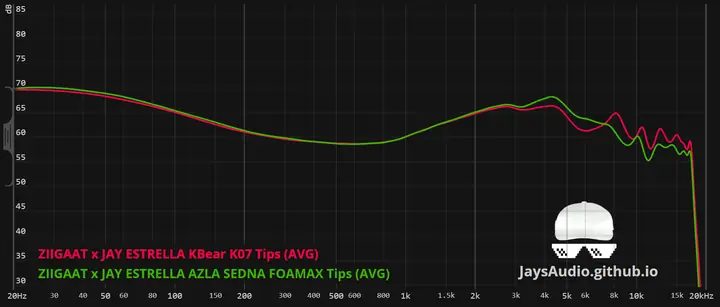 dB
85
80
75
70
65
60
55
50
45
40
35
30
ZIIGAAT x JAY ESTRELLA KBear K07 Tips (AVG)
ZIIGAAT x JAY ESTRELLA AZLA SEDNA FOAMAX Tips (AVG)
JaysAudio.github.io
20Hz 30 40 50 60 80 100 150 200 300 400 500 600 800 1k 1.5k 2k 3k 4k 5k 6k 8k 10k 15k 20kHz